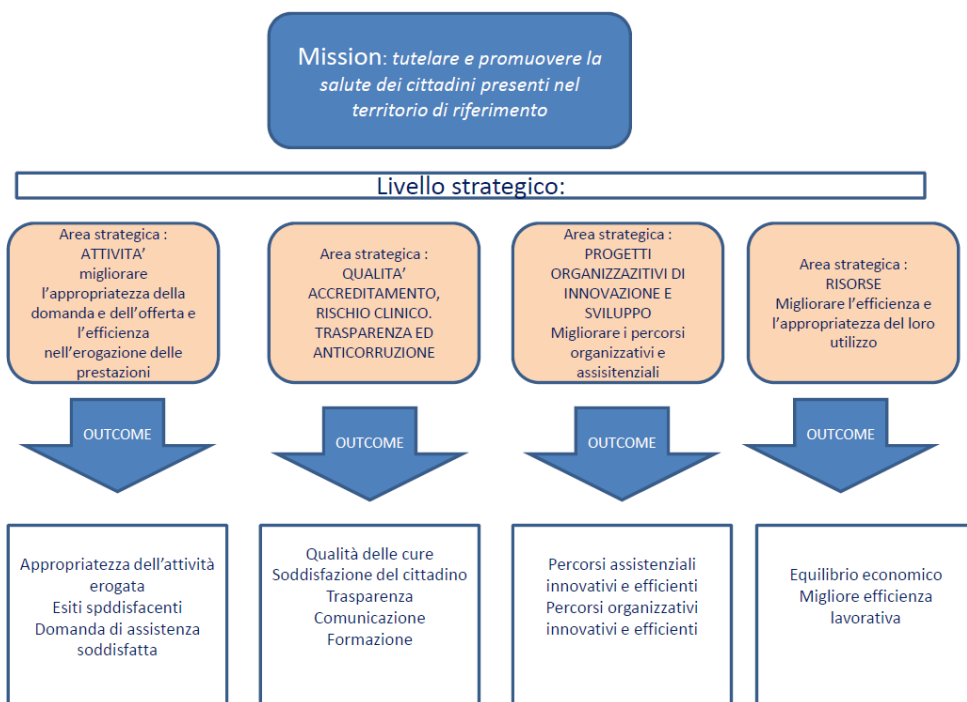 Mission: tutelare e promuovere la
salute dei cittadini presenti nel
territorio di riferimento
Livello strategico:
Area strategica :
ATTIVITA’
migliorare
l’appropriatezza della
domanda e dell’offerta e
l’efficienza
nell’erogazione delle
prestazioni
Area strategica :
QUALITA’
ACCREDITAMENTO,
RISCHIO CLINICO.
TRASPARENZA ED
ANTICORRUZIONE
Area strategica :
PROGETTI
ORGANIZZAZITIVI DI
INNOVAZIONE E
SVILUPPO
Migliorare i percorsi
organizzativi e
assisitenziali
Area strategica :
RISORSE
Migliorare l’efficienza e
l’appropriatezza del loro
utilizzo
OUTCOME
OUTCOME
OUTCOME
OUTCOME
Appropriatezza dell’attività
erogata
Esiti spddisfacenti
Domanda di assistenza
soddisfatta
Qualità delle cure
Soddisfazione del cittadino
Trasparenza
Comunicazione
Formazione
Percorsi assistenziali
innovativi e efficienti
Percorsi organizzativi
innovativi e efficienti
Equilibrio economico
Migliore efficienza
lavorativa